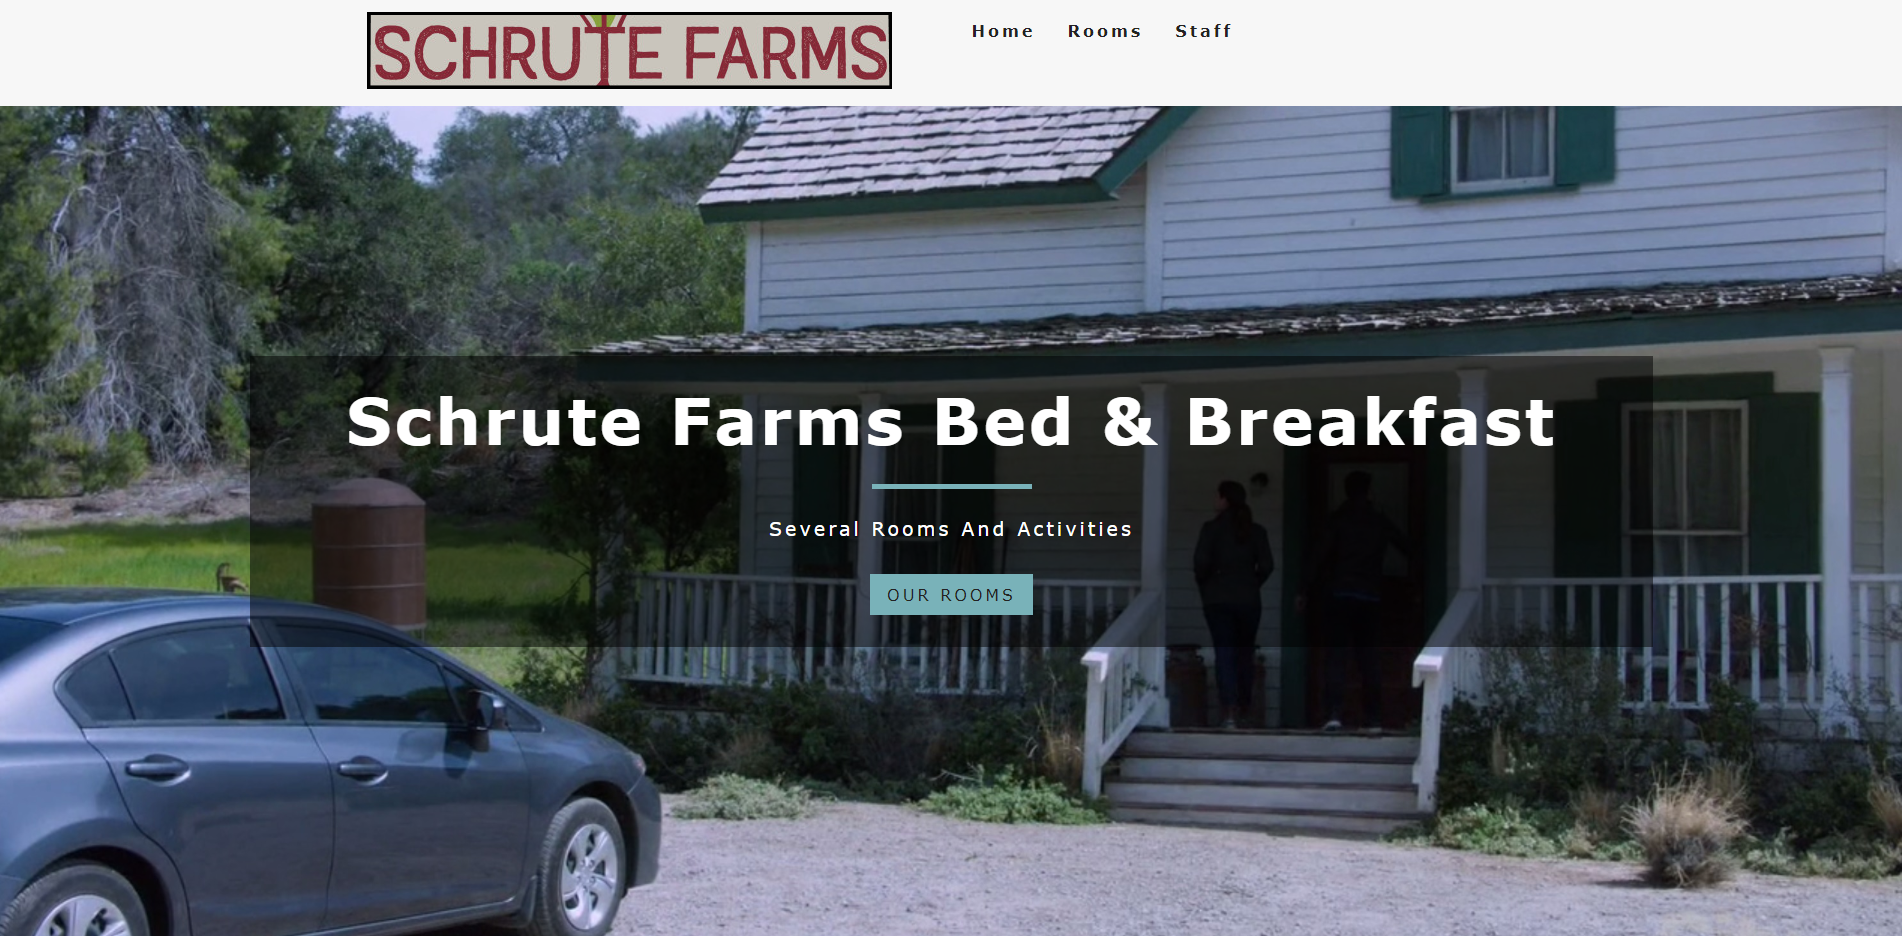 SCHRUTE FARMS
Home Rooms Staff
Schrute Farms Bed & Breakfast
Several Rooms And Activities
OUR ROOMS